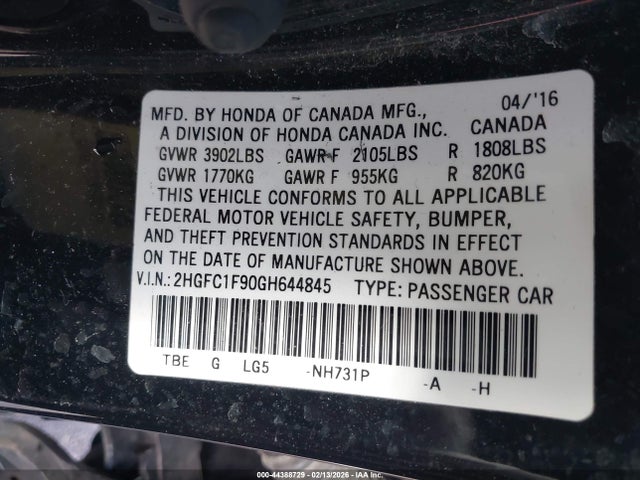 MFD. BY HONDA OF CANADA MFG., 04/'16
A DIVISION OF HONDA CANADA INC. CANADA
GVWR 3902LBS GAWR F 2105LBS R 1808LBS
GVWR 1770KG GAWR F 955KG R 820KG
THIS VEHICLE CONFORMS TO ALL APPLICABLE
FEDERAL MOTOR VEHICLE SAFETY, BUMPER,
AND THEFT PREVENTION STANDARDS IN EFFECT
ON THE DATE OF MANUFACTURE SHOWN ABOVE.
V.I.N.: 2HGFC1F90GH644845 TYPE: PASSENGER CAR
TBE G LG5 -NH731P -A -H
000-44388729 - 02/13/2026 - IAA Inc.